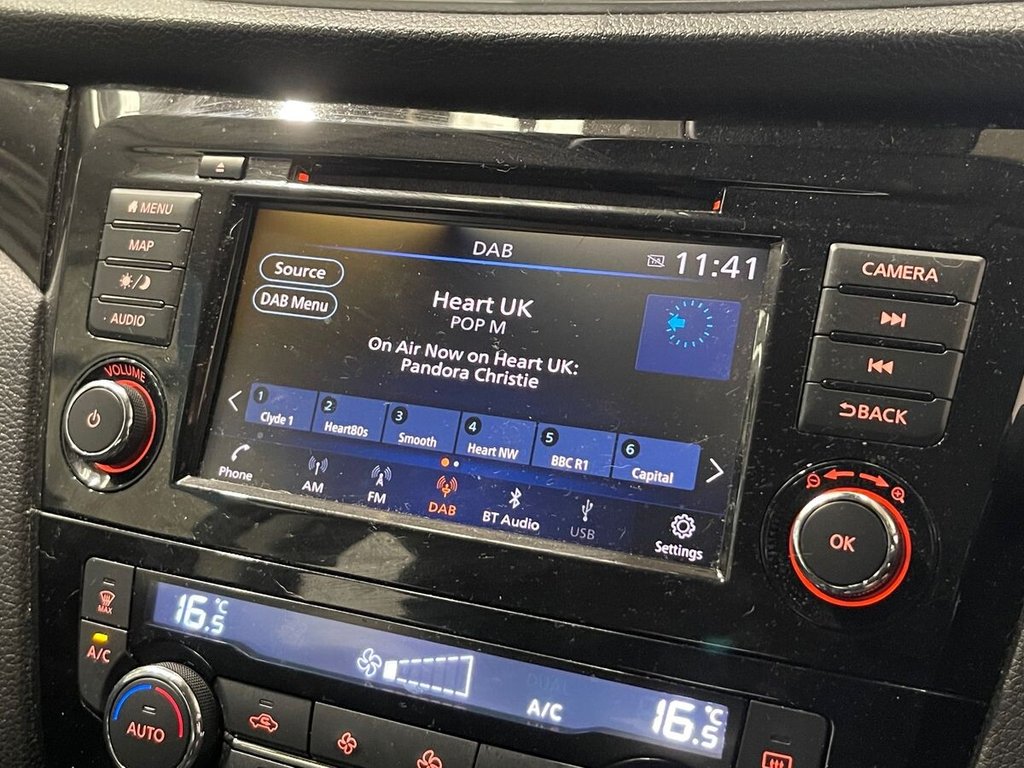 MENU
MAP
AUDIO
VOLUME
DAB
11:41
Source
DAB Menu
Heart UK
POP M
On Air Now on Heart UK:
Pandora Christie
1 Clyde 1
2 Heart80s
3 Smooth
4 Heart NW
5 BBC R1
6 Capital
Phone
AM
FM
DAB
BT Audio
USB
Settings
CAMERA
BACK
OK
MAX
A/C
AUTO
16.5 °C
A/C
16.5 °C